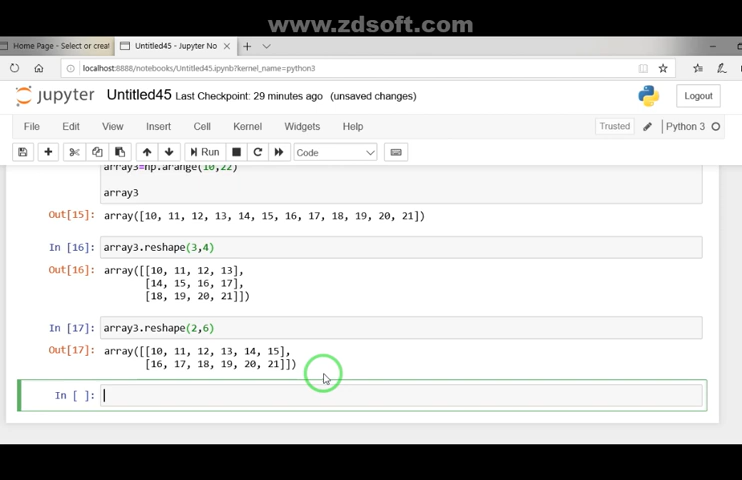 www.zdsoft.com
Home Page - Select or creat
Untitled45 - Jupyter No
localhost:8888/notebooks/Untitled45.ipynb?kernel_name=python3
jupyter Untitled45 Last Checkpoint: 29 minutes ago (unsaved changes)
Logout
File Edit View Insert Cell Kernel Widgets Help
Trusted
Python 3
Run
Code
array3=np.arange(10,22)
array3
Out[15]: array([10, 11, 12, 13, 14, 15, 16, 17, 18, 19, 20, 21])
In [16]: array3.reshape(3,4)
Out[16]: array([[10, 11, 12, 13],
[14, 15, 16, 17],
[18, 19, 20, 21]])
In [17]: array3.reshape(2,6)
Out[17]: array([[10, 11, 12, 13, 14, 15],
[16, 17, 18, 19, 20, 21]])
In [ ]: